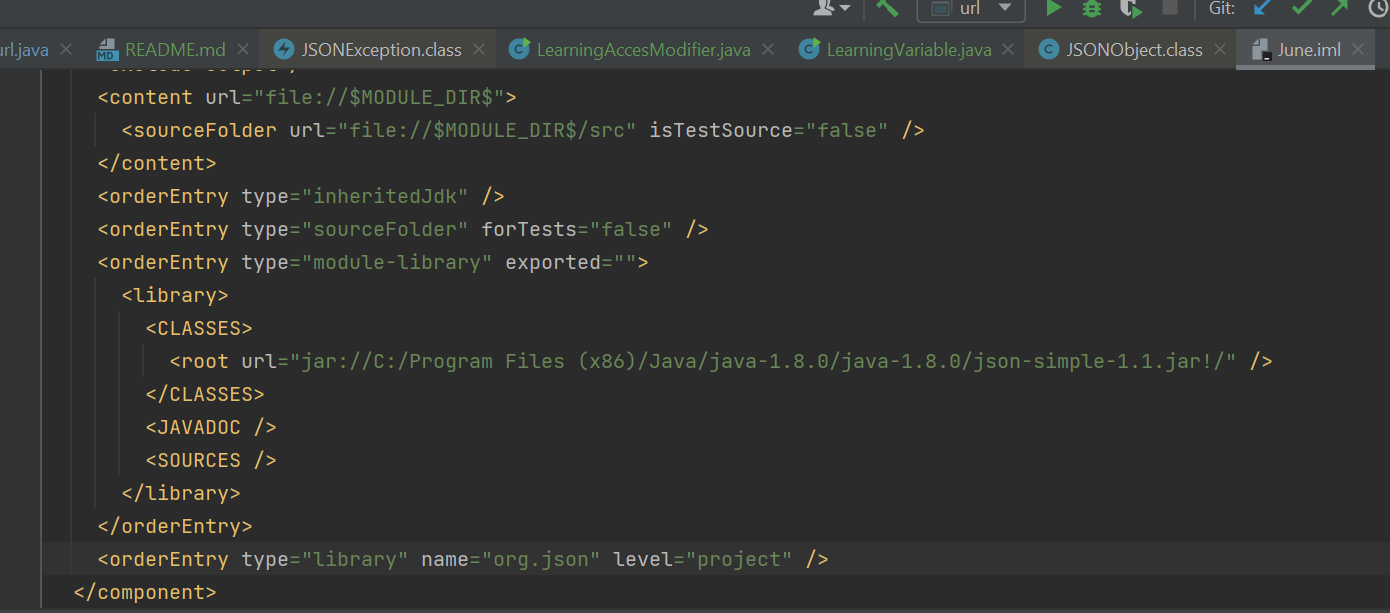 url
Git:
url.java
README.md
JSONException.class
LearningAccesModifier.java
LearningVariable.java
JSONObject.class
June.iml
<content url="file://$MODULE_DIR$">
<sourceFolder url="file://$MODULE_DIR$/src" isTestSource="false" />
</content>
<orderEntry type="inheritedJdk" />
<orderEntry type="sourceFolder" forTests="false" />
<orderEntry type="module-library" exported="">
<library>
<CLASSES>
<root url="jar://C:/Program Files (x86)/Java/java-1.8.0/java-1.8.0/json-simple-1.1.jar!/" />
</CLASSES>
<JAVADOC />
<SOURCES />
</library>
</orderEntry>
<orderEntry type="library" name="org.json" level="project" />
</component>